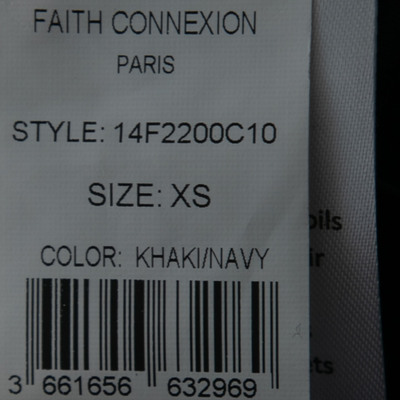 FAITH CONNEXION
PARIS
STYLE: 14F2200C10
SIZE: XS
COLOR: KHAKI/NAVY
3 661656 632969